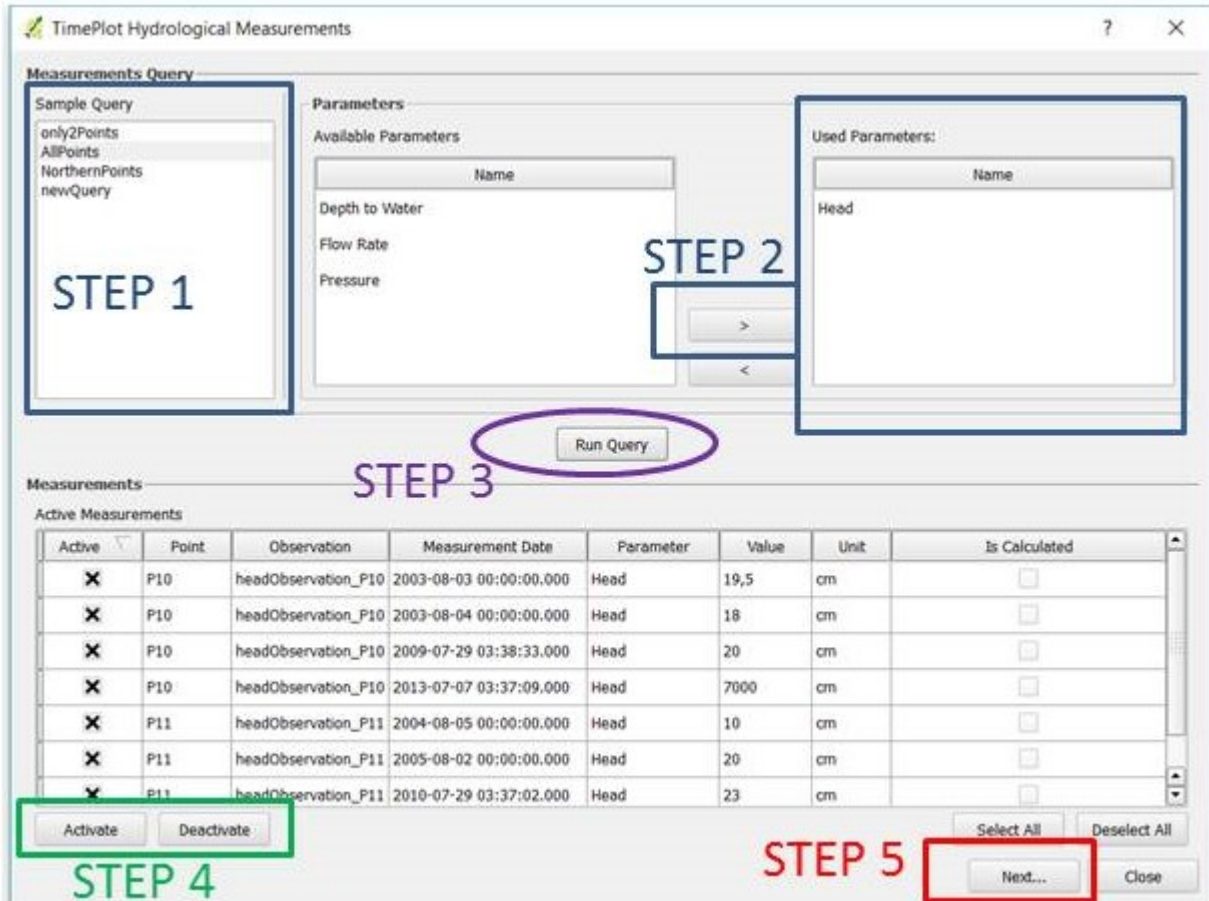 TimePlot Hydrological Measurements ? ×
Measurements Query
Sample Query
only2Points
AllPoints
NorthernPoints
newQuery
STEP 1
Parameters
Available Parameters
Name
Depth to Water
Flow Rate
Pressure
STEP 2
>
<
Used Parameters:
Name
Head
Run Query
STEP 3
Measurements
Active Measurements
Active Point Observation Measurement Date Parameter Value Unit Is Calculated
P10 headObservation_P10 2003-08-03 00:00:00.000 Head 19,5 cm
P10 headObservation_P10 2003-08-04 00:00:00.000 Head 18 cm
P10 headObservation_P10 2009-07-29 03:38:33.000 Head 20 cm
P10 headObservation_P10 2013-07-07 03:37:09.000 Head 7000 cm
P11 headObservation_P11 2004-08-05 00:00:00.000 Head 10 cm
P11 headObservation_P11 2005-08-02 00:00:00.000 Head 20 cm
P11 headObservation_P11 2010-07-29 03:37:02.000 Head 23 cm
Activate Deactivate Select All Deselect All
STEP 4
STEP 5
Next... Close